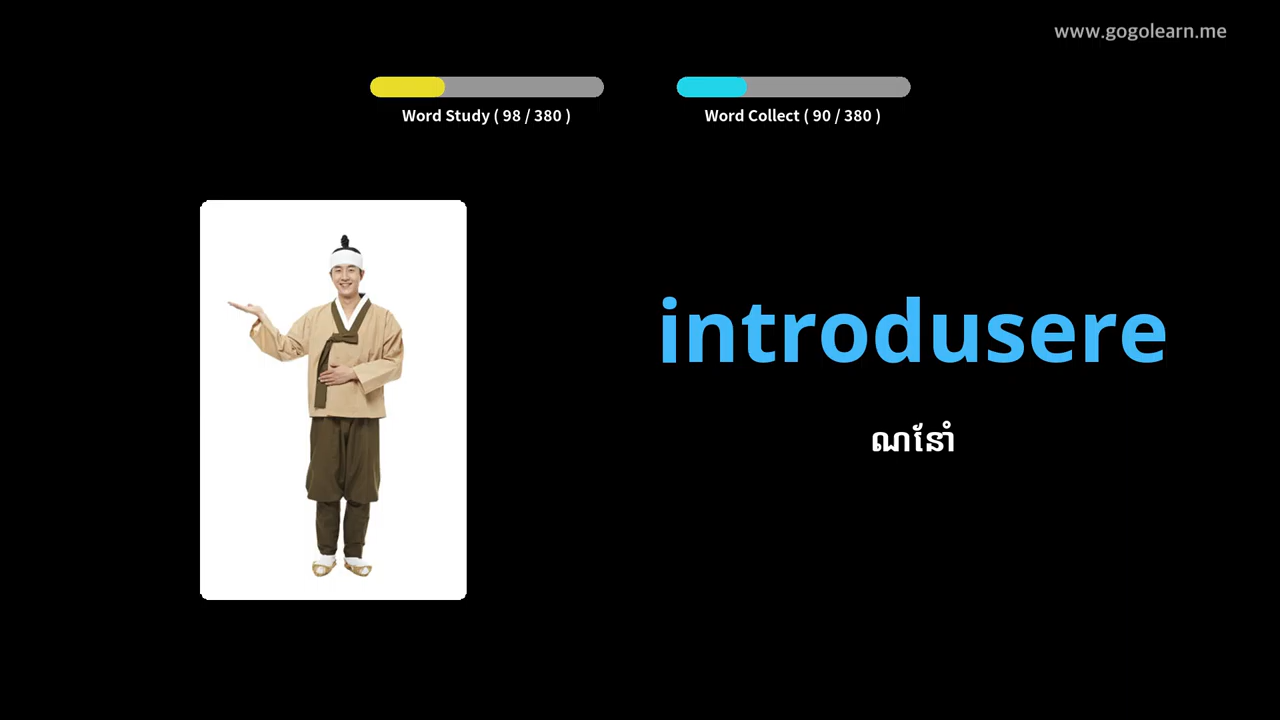 www.gogolearn.me
Word Study ( 98 / 380 )
Word Collect ( 90 / 380 )
introdusere
ណែនាំ